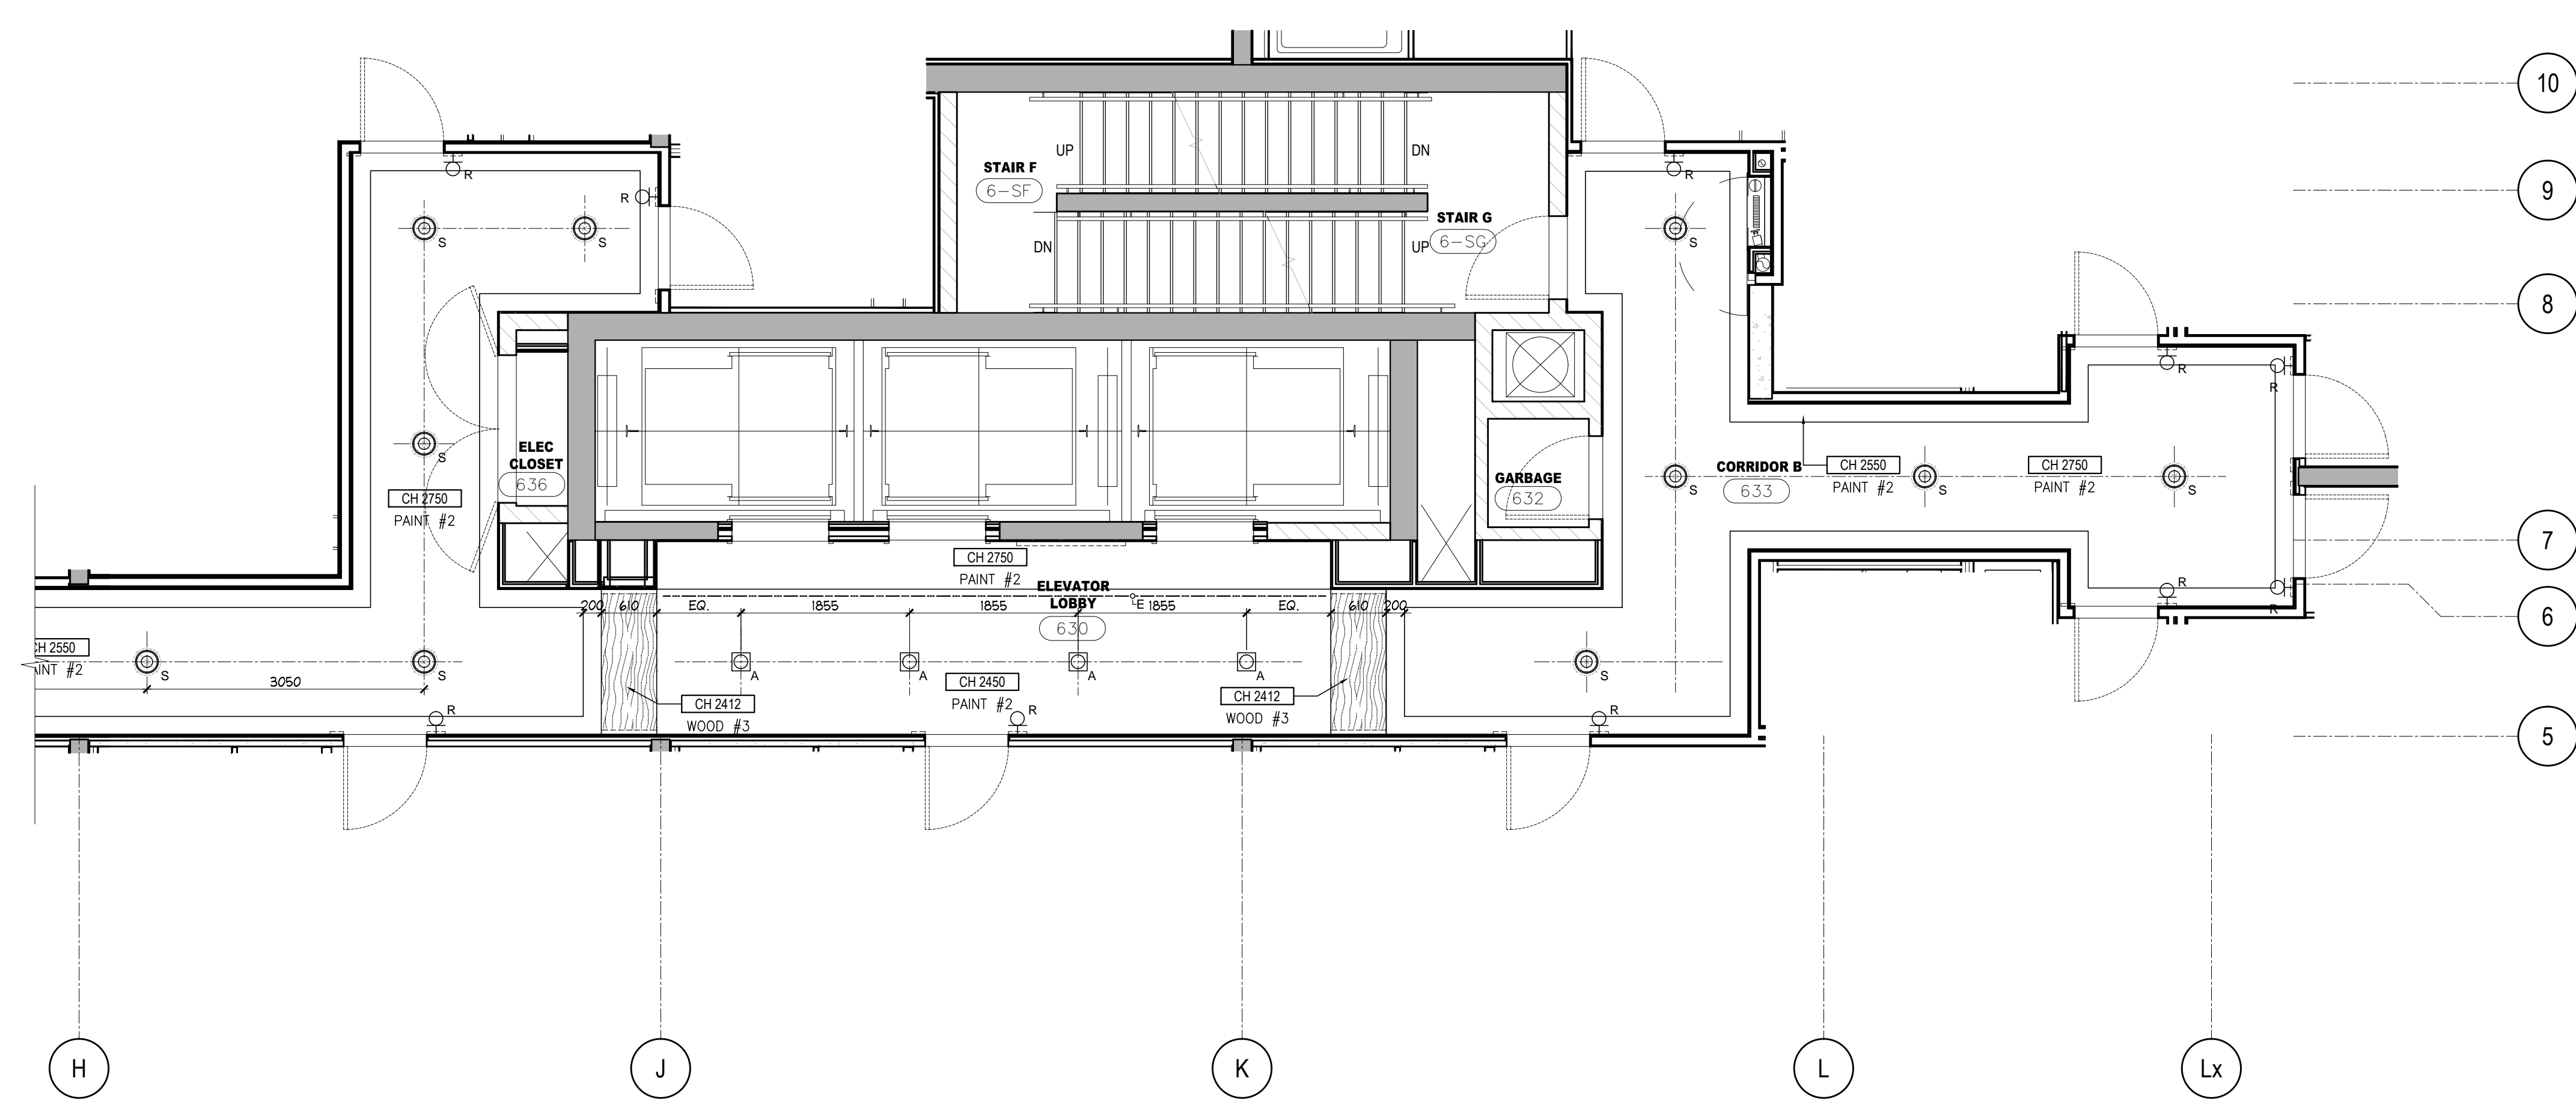 10
9
8
7
6
5
R
R
S
S
S
STAIR F
6-SF
UP
DN
DN
UP
STAIR G
6-SG
R
S
R
R
R
R
ELEC
CLOSET
636
CH 2750
PAINT #2
GARBAGE
632
S
CORRIDOR B
633
CH 2550
PAINT #2
S
CH 2750
PAINT #2
S
CH 2750
PAINT #2
ELEVATOR
LOBBY
630
E
200
610
EQ.
1855
1855
1855
EQ.
610
200
CH 2550
PAINT #2
S
3050
S
A
A
A
A
S
CH 2412
WOOD #3
CH 2450
PAINT #2
CH 2412
WOOD #3
R
R
R
H
J
K
L
Lx